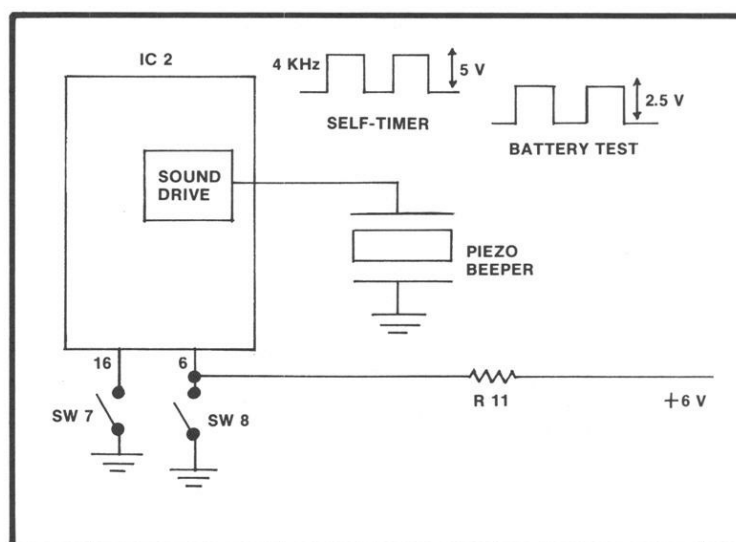 IC 2
4 KHz
5 V
SELF-TIMER
2.5 V
BATTERY TEST
SOUND
DRIVE
PIEZO
BEEPER
16
6
SW 7
SW 8
R 11
+6 V